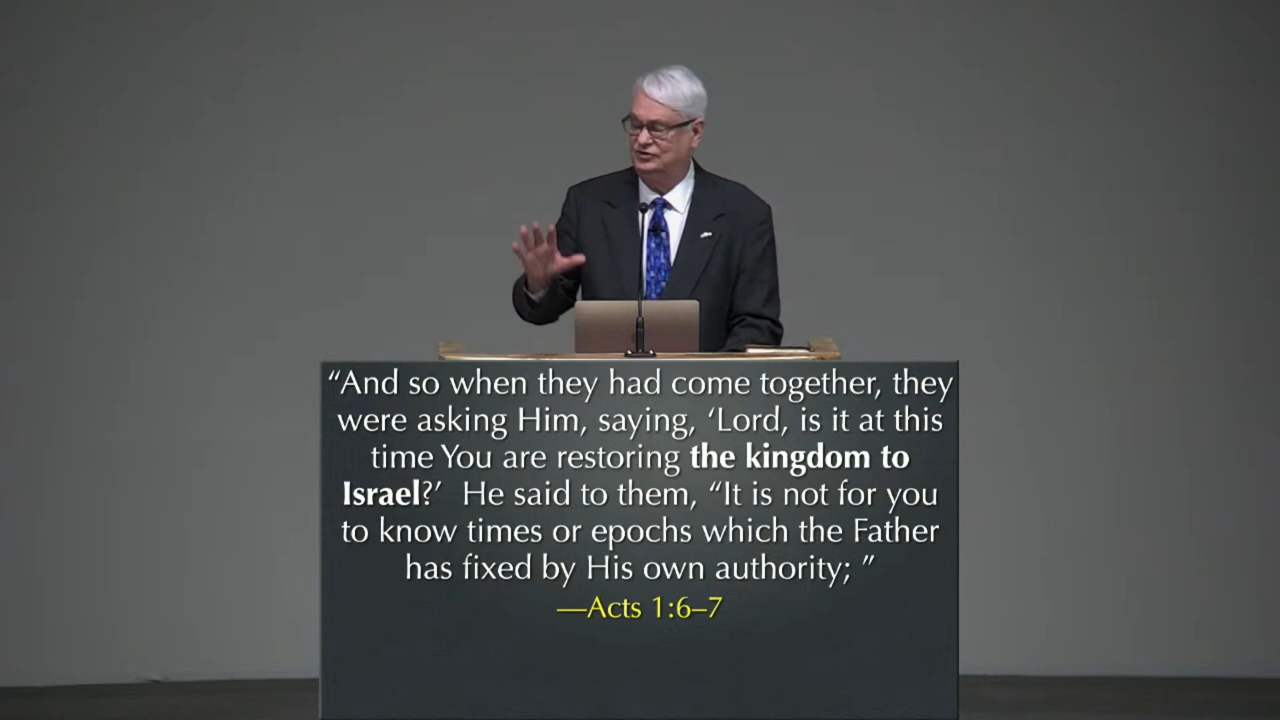 “And so when they had come together, they
were asking Him, saying, ‘Lord, is it at this
time You are restoring the kingdom to
Israel?’ He said to them, “It is not for you
to know times or epochs which the Father
has fixed by His own authority; ”
—Acts 1:6–7